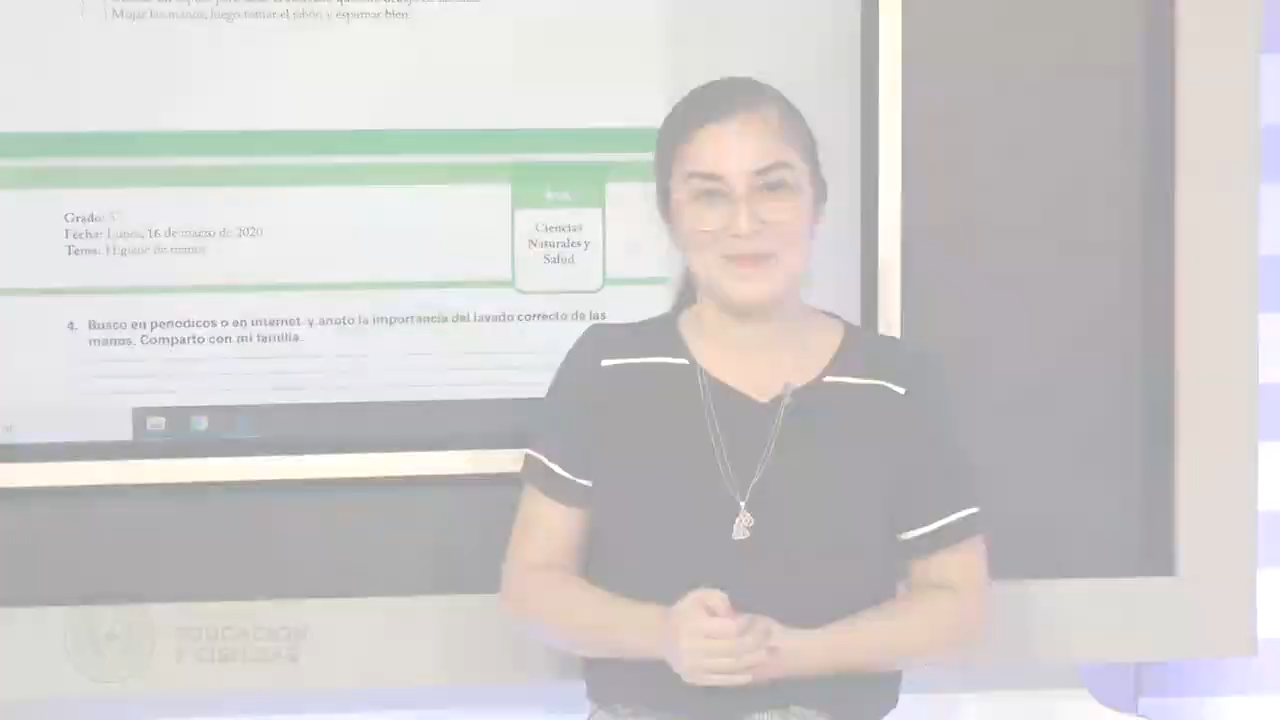 Mojar las manos, luego tomar el jabón y espumar bien.
Grado: 3°
Fecha: Lunes, 16 de marzo de 2020
Tema: Higiene de manos
Ciencias
Naturales y
Salud
4. Busco en periódicos o en internet y anoto la importancia del lavado correcto de las
manos. Comparto con mi familia.
EDUCACIÓN
Y CIENCIAS